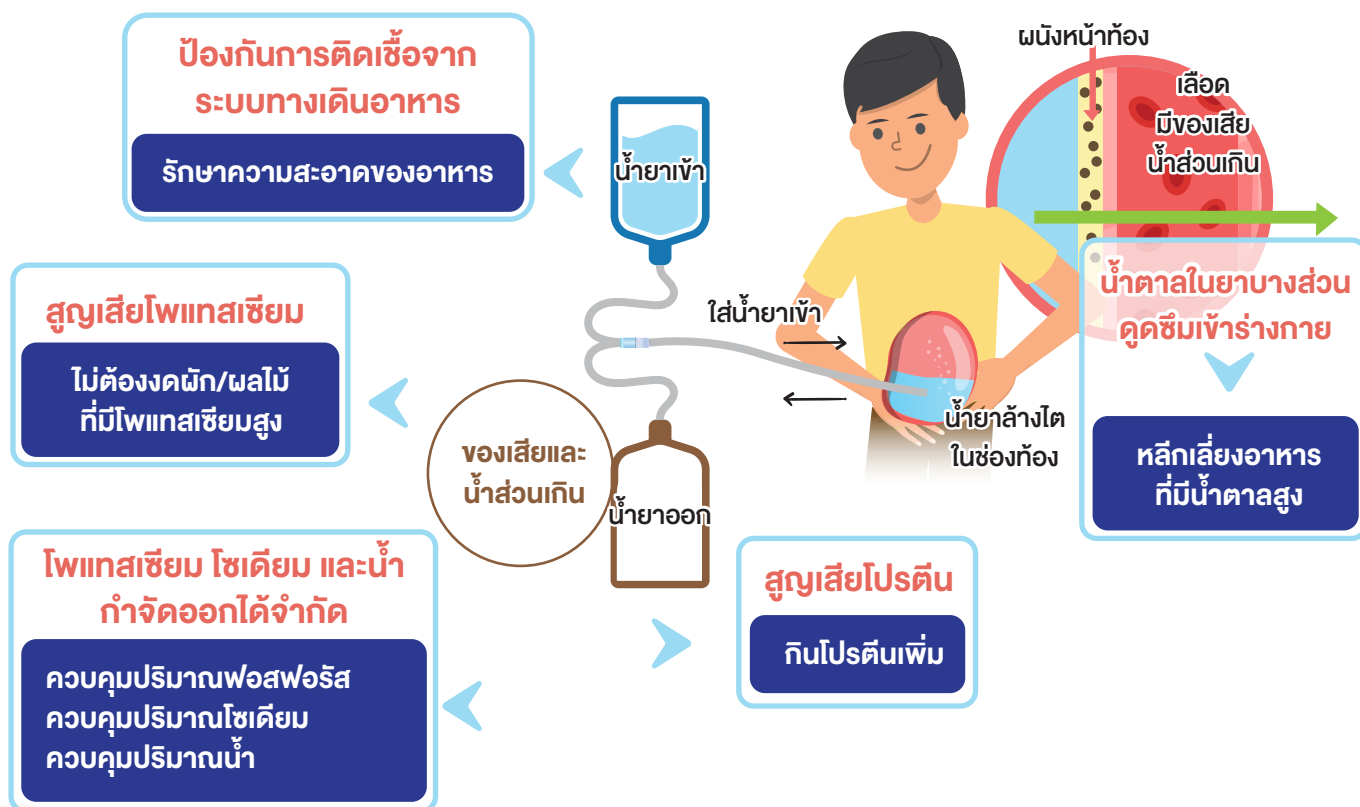 ป้องกันการติดเชื้อจาก
ระบบทางเดินอาหาร
รักษาความสะอาดของอาหาร
น้ำยาเข้า
ผนังหน้าท้อง
เลือด
มีของเสีย
น้ำส่วนเกิน
น้ำตาลในยาบางส่วน
ดูดซึมเข้าร่างกาย
หลีกเลี่ยงอาหาร
ที่มีน้ำตาลสูง
สูญเสียโพแทสเซียม
ไม่ต้องงดผัก/ผลไม้
ที่มีโพแทสเซียมสูง
ใส่น้ำยาเข้า
น้ำยาล้างไต
ในช่องท้อง
ของเสียและ
น้ำส่วนเกิน
น้ำยาออก
โพแทสเซียม โซเดียม และน้ำ
กำจัดออกได้จำกัด
ควบคุมปริมาณฟอสฟอรัส
ควบคุมปริมาณโซเดียม
ควบคุมปริมาณน้ำ
สูญเสียโปรตีน
กินโปรตีนเพิ่ม